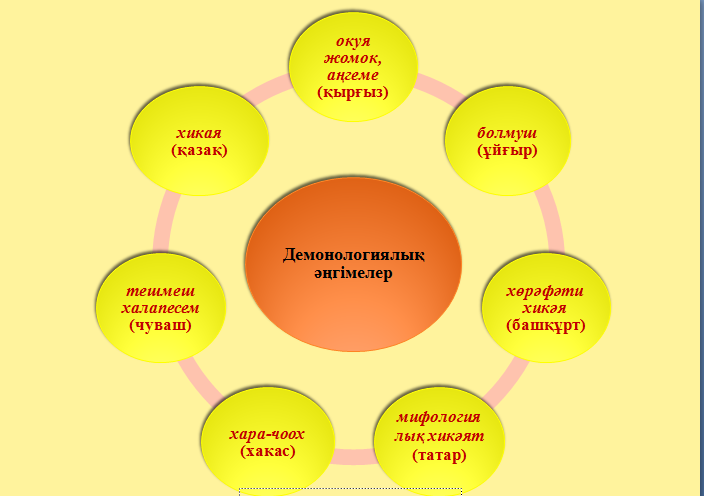 окуя
жомок,
аңгеме
(қырғыз)
болмуш
(ұйғыр)
хөрәфәти
хикәя
(башқұрт)
мифология
лық хикәят
(татар)
хара-чоох
(хакас)
тешмеш
халапесем
(чуваш)
хикая
(қазақ)
Демонологиялық
әңгімелер